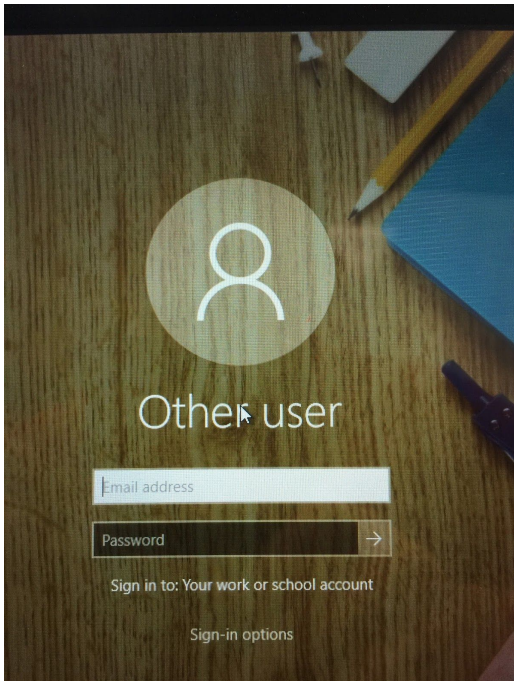 Other user
Email address
Password
Sign in to: Your work or school account
Sign-in options